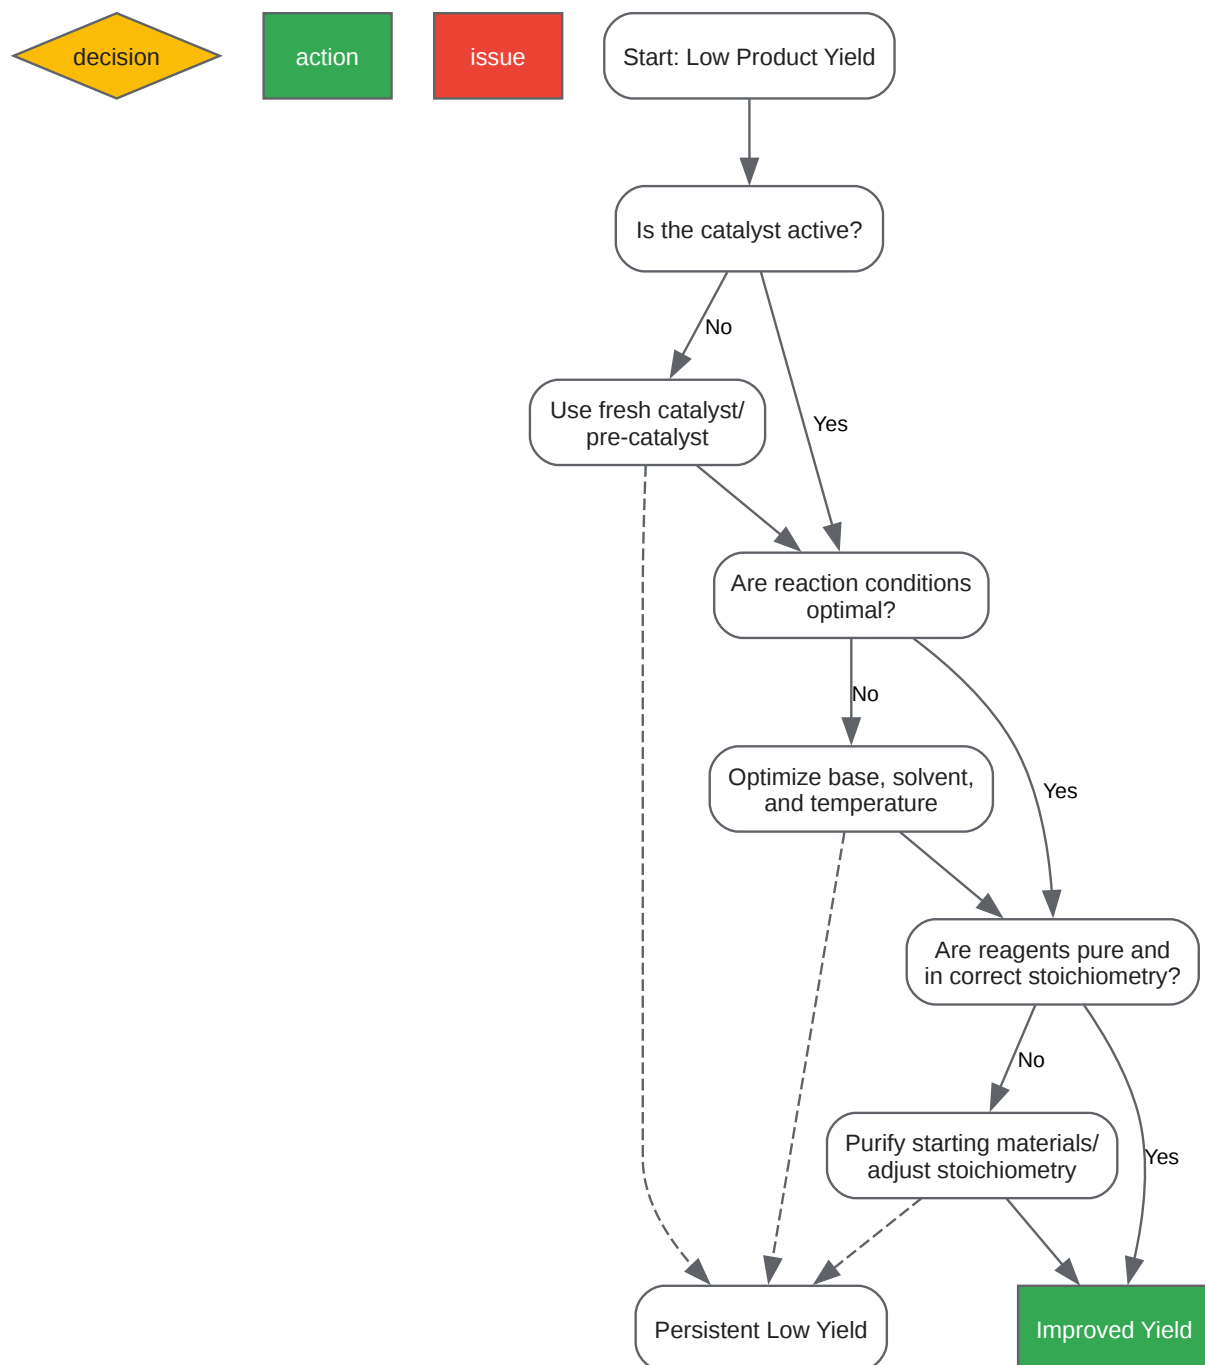 decision
action
issue
Start: Low Product Yield
Is the catalyst active?
No
Use fresh catalyst/
pre-catalyst
Yes
Are reaction conditions
optimal?
No
Optimize base, solvent,
and temperature
Yes
Are reagents pure and
in correct stoichiometry?
No
Purify starting materials/
adjust stoichiometry
Yes
Persistent Low Yield
Improved Yield